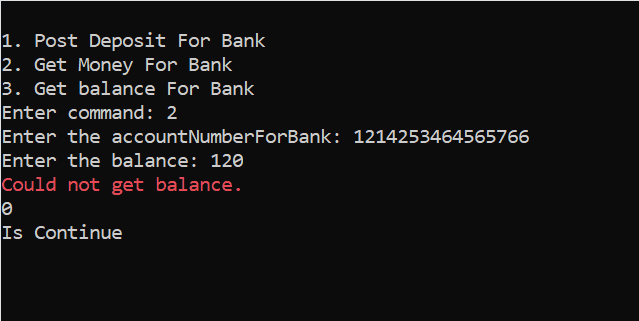 1. Post Deposit For Bank
2. Get Money For Bank
3. Get balance For Bank
Enter command: 2
Enter the accountNumberForBank: 1214253464565766
Enter the balance: 120
Could not get balance.
0
Is Continue